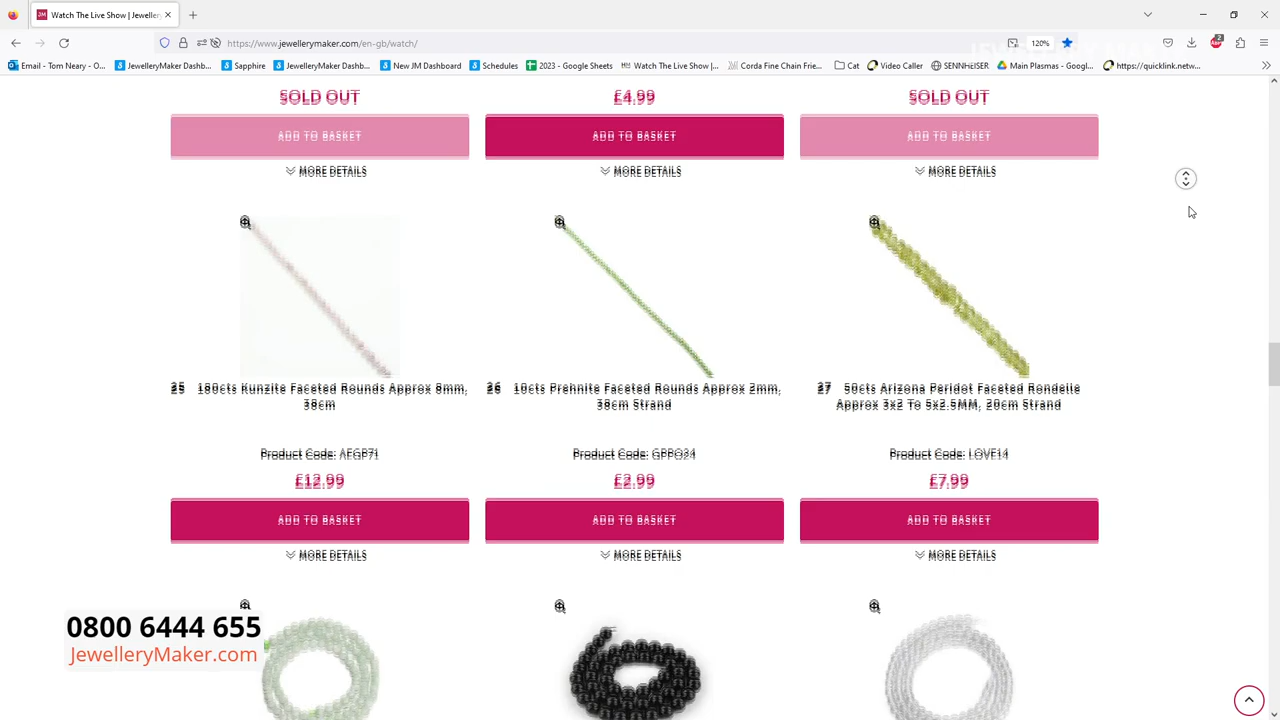 Watch The Live Show | Jeweller
https://www.jewellerymaker.com/en-gb/watch/
120%
2
Email - Tom Neary - O...
JewelleryMaker Dashb...
Sapphire
JewelleryMaker Dashb...
New JM Dashboard
Schedules
2023 - Google Sheets
Watch The Live Show |...
Corda Fine Chain Frie...
Cat
Video Caller
SENNHEISER
Main Plasmas - Googl...
https://quicklink.netw...
SOLD OUT
£4.99
SOLD OUT
ADD TO BASKET
ADD TO BASKET
ADD TO BASKET
MORE DETAILS
MORE DETAILS
MORE DETAILS
25 180cts Kunzite Faceted Rounds Approx 8mm,
38cm
26 10cts Prehnite Faceted Rounds Approx 2mm,
38cm Strand
27 50cts Arizona Peridot Faceted Rondelle
Approx 3x2 To 5x2.5MM, 20cm Strand
Product Code: AEGP71
Product Code: GPPO24
Product Code: LOVE14
£12.99
£2.99
£7.99
ADD TO BASKET
ADD TO BASKET
ADD TO BASKET
MORE DETAILS
MORE DETAILS
MORE DETAILS
0800 6444 655
JewelleryMaker.com